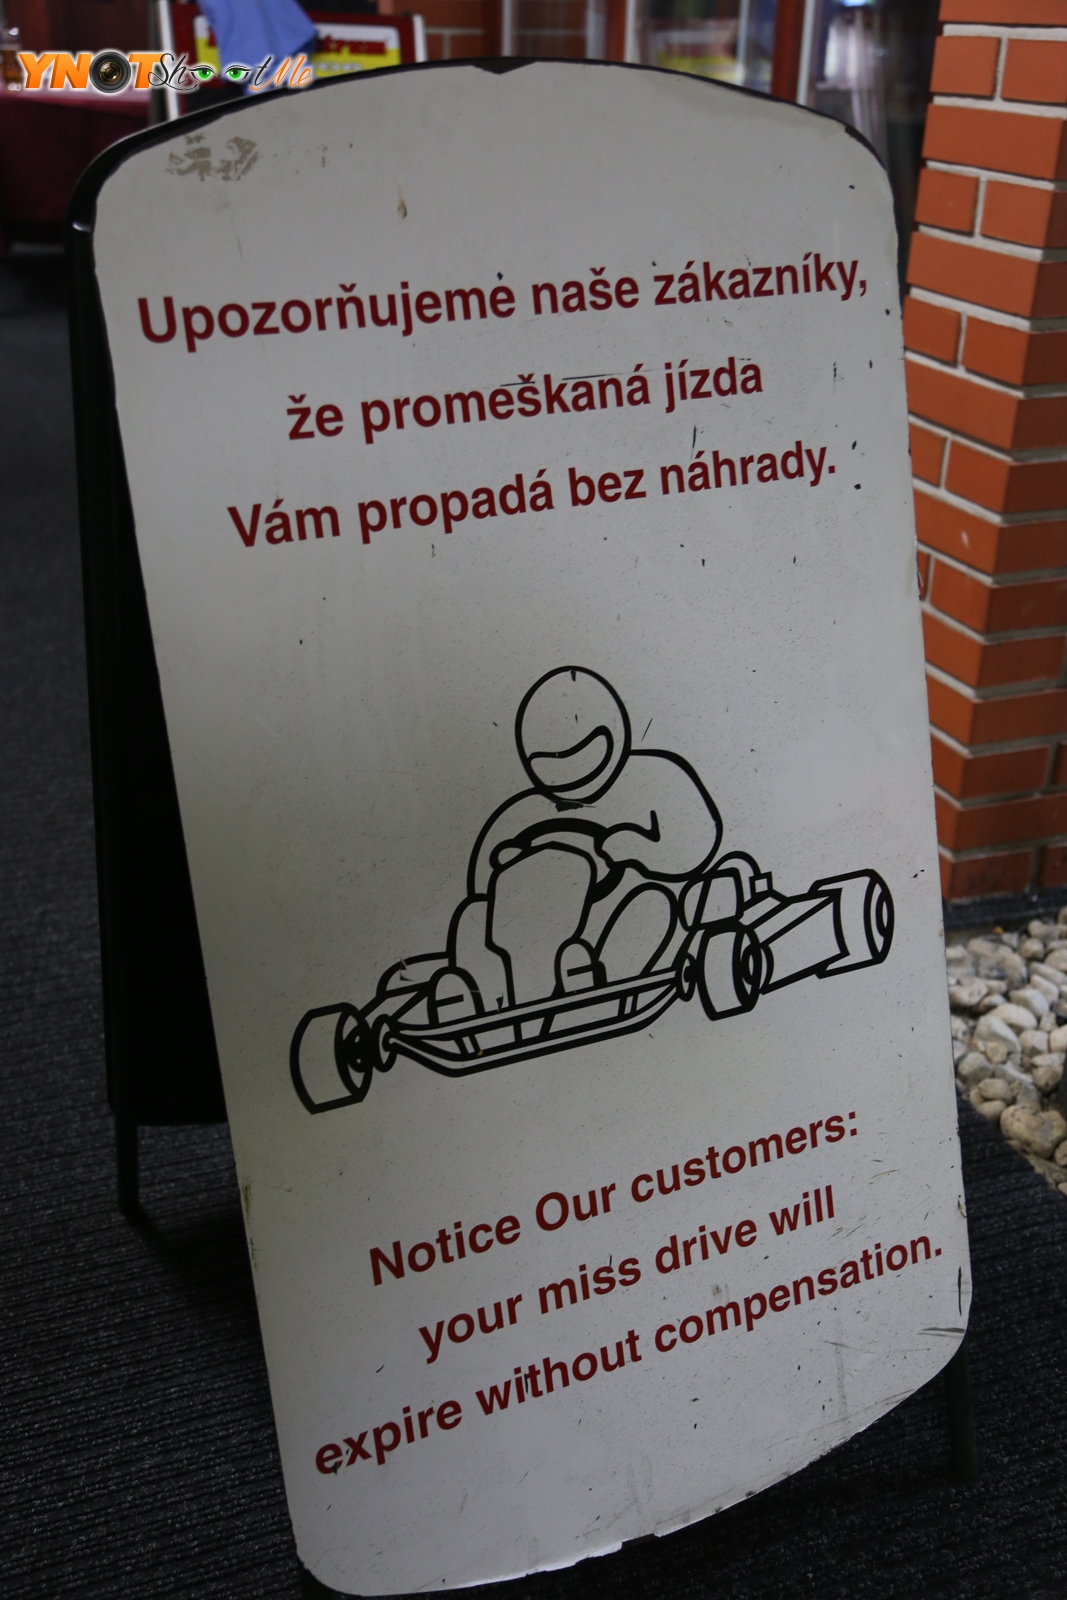 YNOTShootMe
Upozorňujeme naše zákazníky,
že promeškaná jízda
Vám propadá bez náhrady.
Notice Our customers:
your miss drive will
expire without compensation.